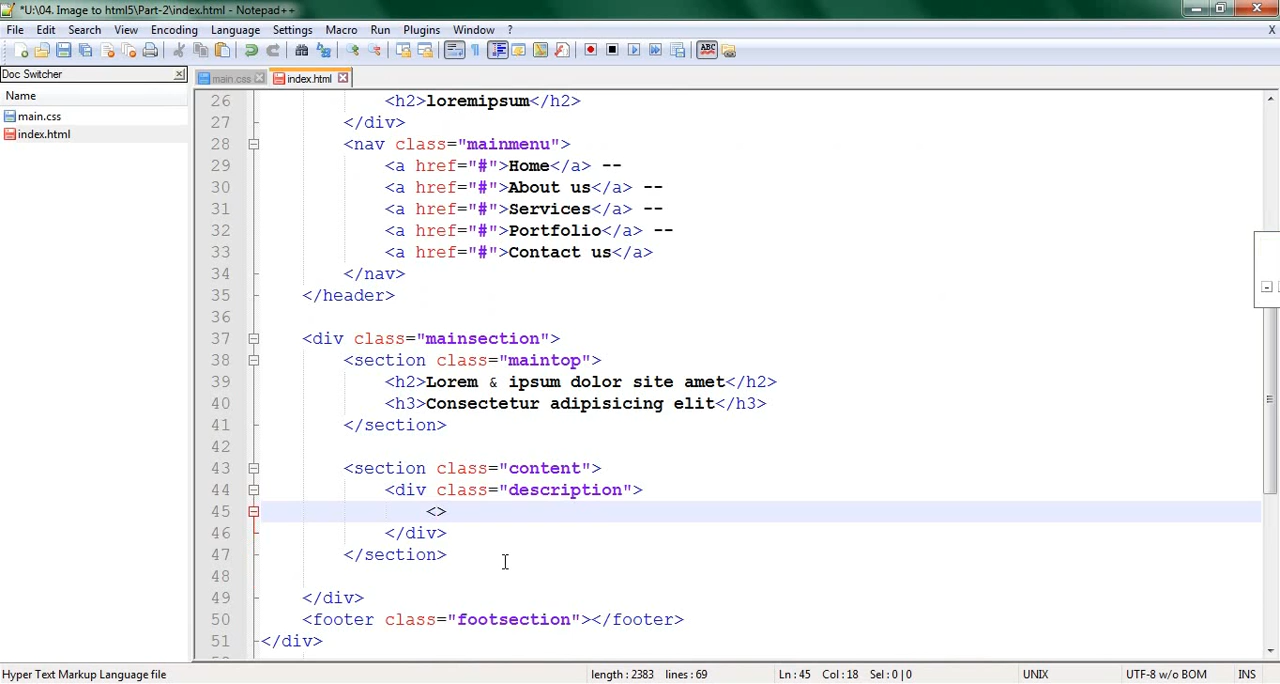 *U:\04. Image to html5\Part-2\index.html - Notepad++
File Edit Search View Encoding Language Settings Macro Run Plugins Window ? X
Doc Switcher
main.css index.html
Name
main.css
index.html
26 <h2>loremipsum</h2>
27 </div>
28 <nav class="mainmenu">
29 <a href="#">Home</a> --
30 <a href="#">About us</a> --
31 <a href="#">Services</a> --
32 <a href="#">Portfolio</a> --
33 <a href="#">Contact us</a>
34 </nav>
35 </header>
36
37 <div class="mainsection">
38 <section class="maintop">
39 <h2>Lorem & ipsum dolor site amet</h2>
40 <h3>Consectetur adipisicing elit</h3>
41 </section>
42
43 <section class="content">
44 <div class="description">
45 <>
46 </div>
47 </section>
48
49 </div>
50 <footer class="footsection"></footer>
51 </div>
Hyper Text Markup Language file length : 2383 lines : 69 Ln : 45 Col : 18 Sel : 0 | 0 UNIX UTF-8 w/o BOM INS